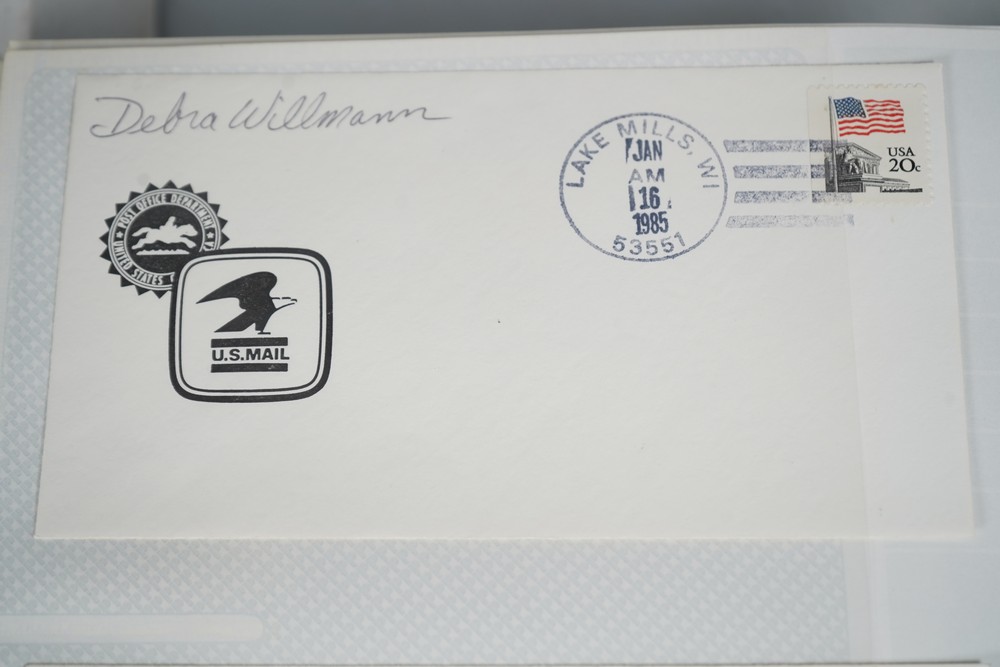 Debra Willmann
LAKE MILLS, WI
JAN
AM
16
1985
53551
USA
20c
POST OFFICE DEPARTMENT
UNITED STATES
U.S.MAIL